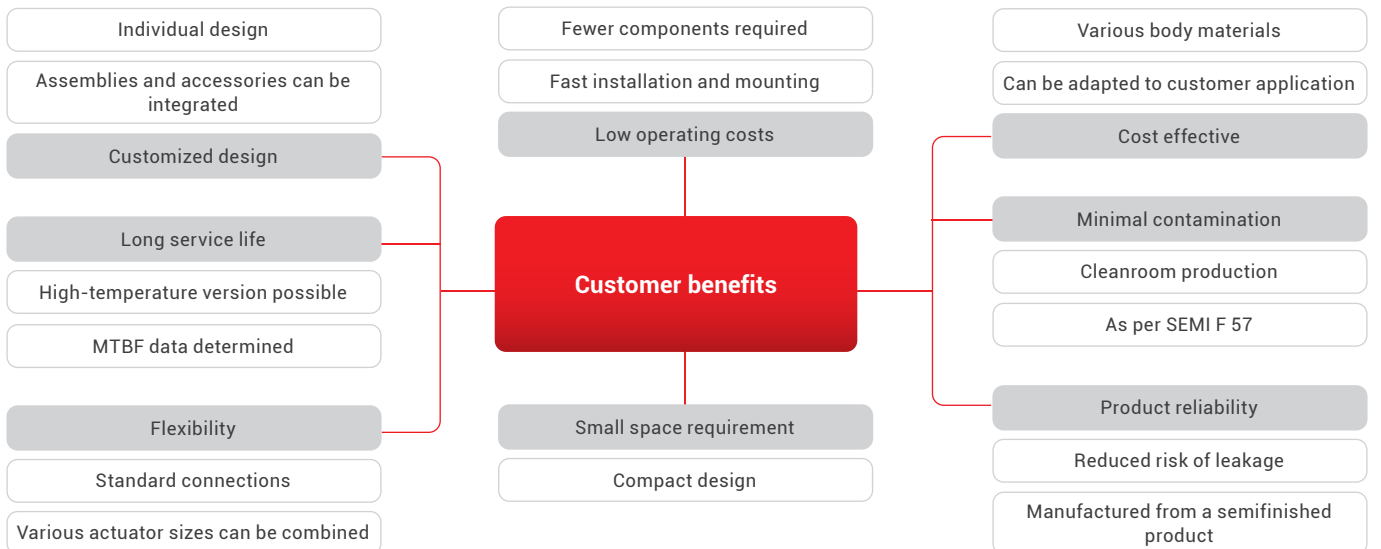 Individual design
Assemblies and accessories can be
integrated
Customized design
Long service life
High-temperature version possible
MTBF data determined
Flexibility
Standard connections
Various actuator sizes can be combined
Fewer components required
Fast installation and mounting
Low operating costs
Customer benefits
Small space requirement
Compact design
Various body materials
Can be adapted to customer application
Cost effective
Minimal contamination
Cleanroom production
As per SEMI F 57
Product reliability
Reduced risk of leakage
Manufactured from a semifinished
product